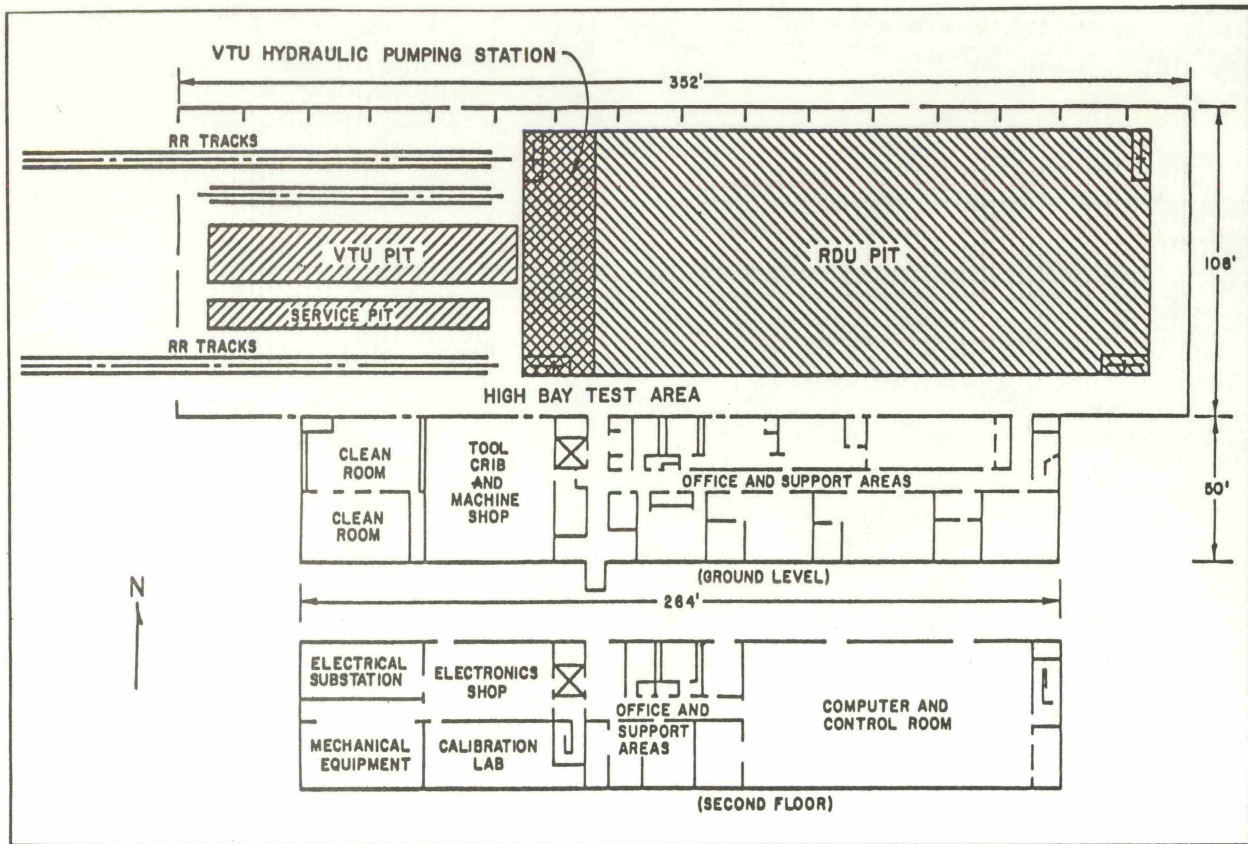 VTU HYDRAULIC PUMPING STATION
352'
RR TRACKS
VTU PIT
RDU PIT
108'
SERVICE PIT
RR TRACKS
HIGH BAY TEST AREA
CLEAN
ROOM
TOOL
CRIB
AND
MACHINE
SHOP
OFFICE AND SUPPORT AREAS
50'
CLEAN
ROOM
(GROUND LEVEL)
N
264'
ELECTRICAL
SUBSTATION
ELECTRONICS
SHOP
OFFICE AND
SUPPORT
AREAS
COMPUTER AND
CONTROL ROOM
MECHANICAL
EQUIPMENT
CALIBRATION
LAB
(SECOND FLOOR)